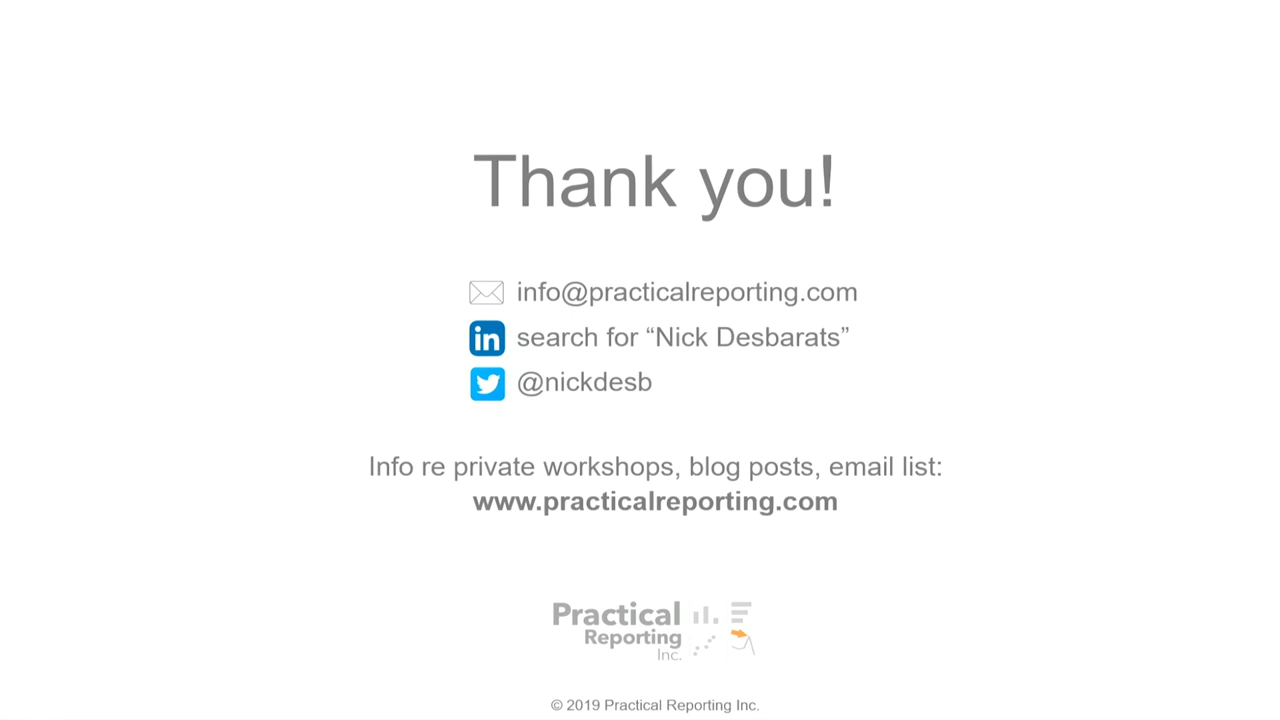 Thank you!
info@practicalreporting.com
in search for “Nick Desbarats”
@nickdesb
Info re private workshops, blog posts, email list:
www.practicalreporting.com
Practical
Reporting
Inc.
© 2019 Practical Reporting Inc.